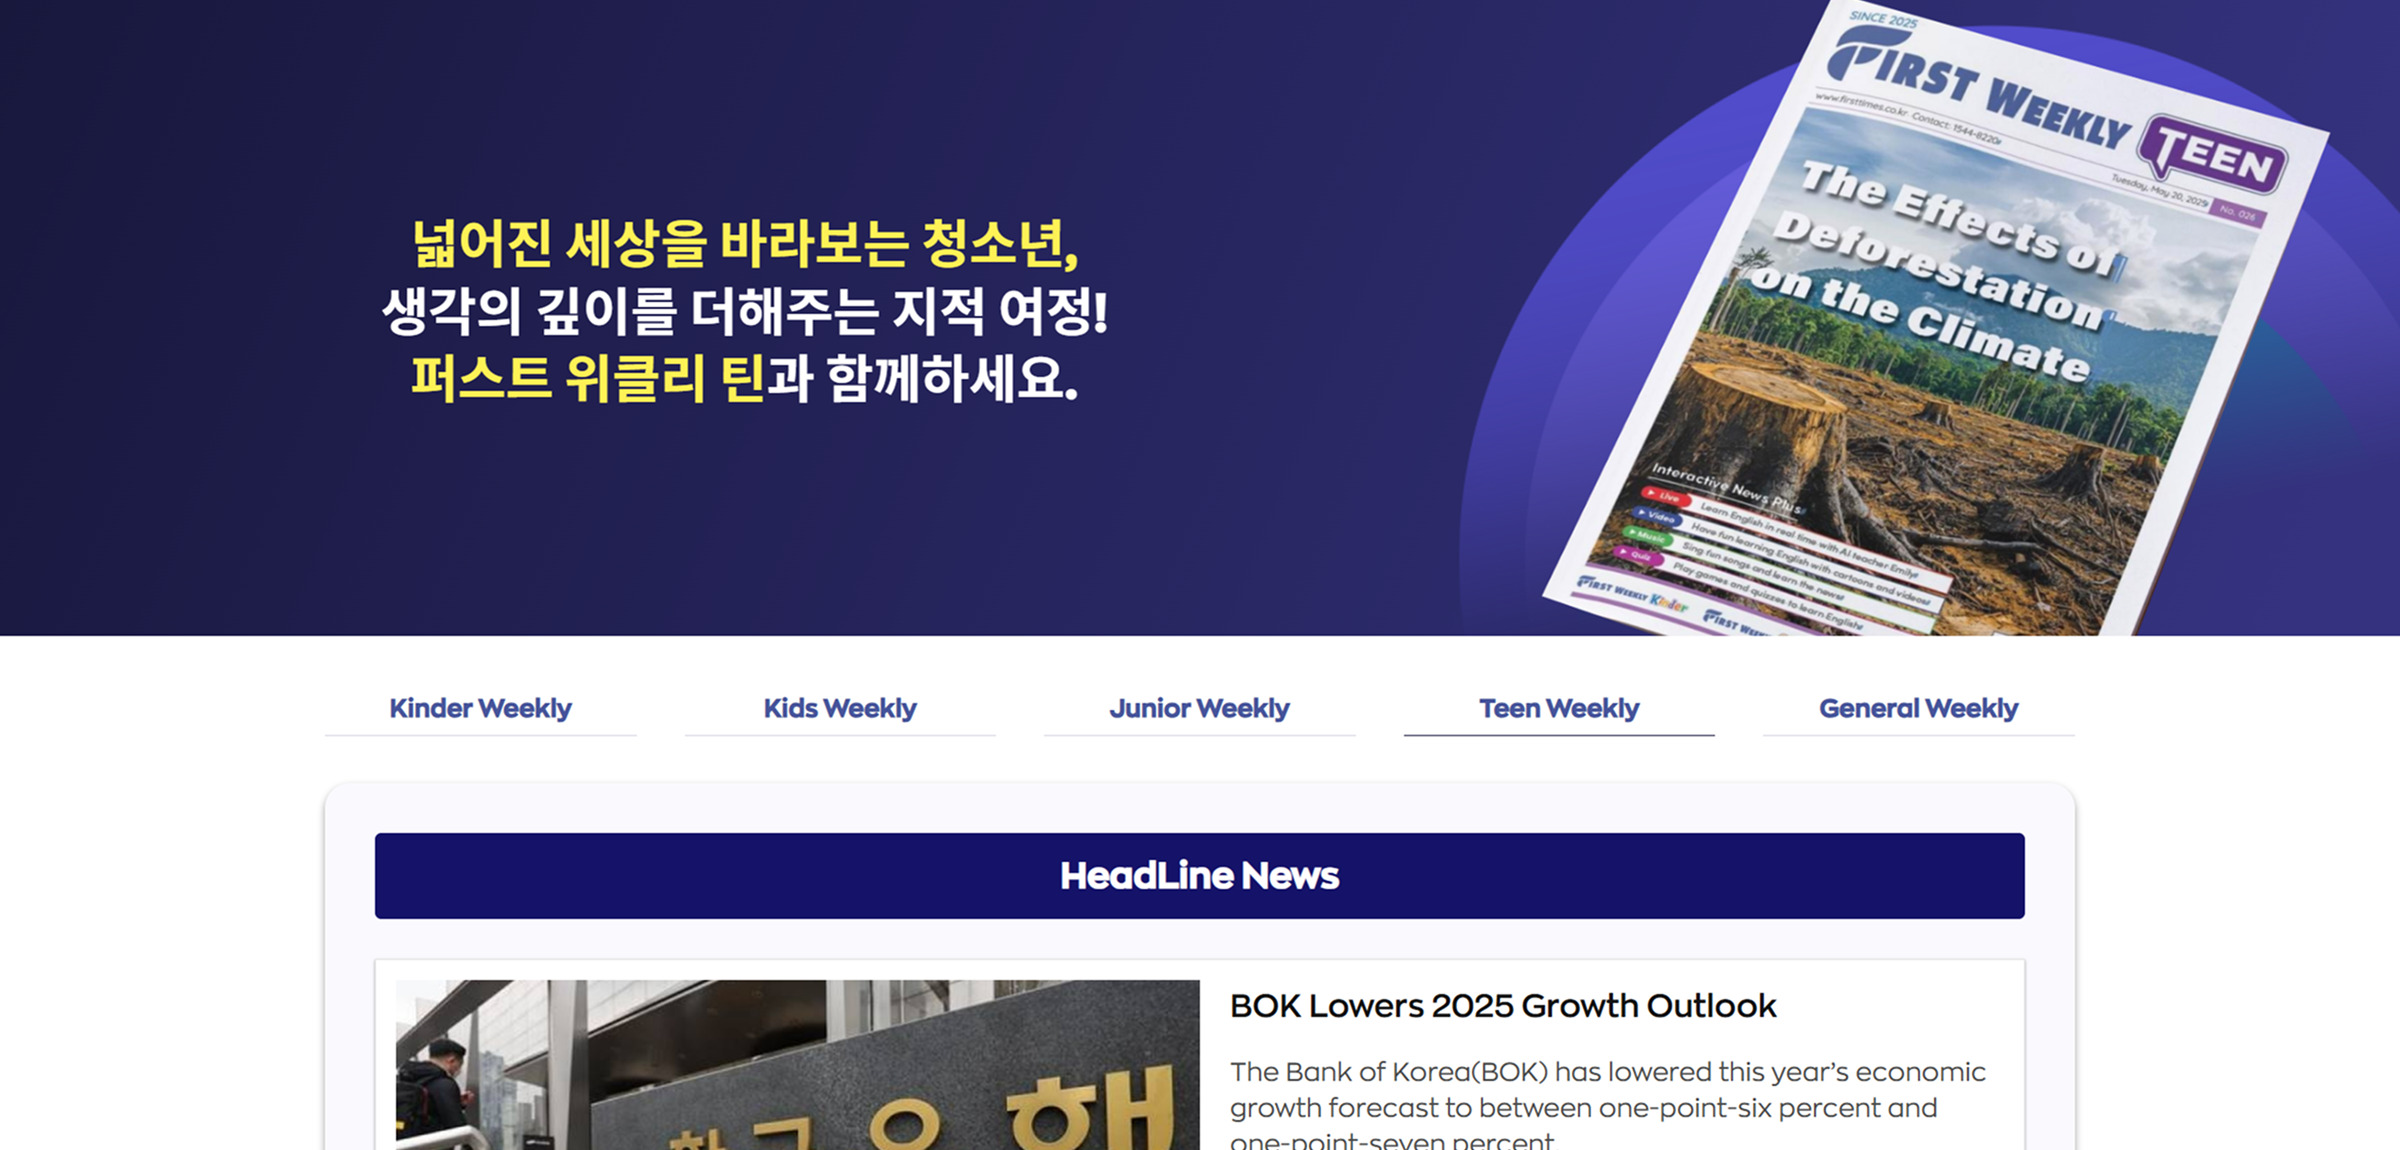 넓어진 세상을 바라보는 청소년,
생각의 깊이를 더해주는 지적 여정!
퍼스트 위클리 틴과 함께하세요.
SINCE 2025
FIRST WEEKLY TEEN
www.firsttimes.co.kr Contact: 1544-8220
Tuesday, May 20, 2025 No. 026
The Effects of
Deforestation
on the Climate
Interactive News Plus
Live Learn English in real time with AI teacher Emily!
Video Have fun learning English with cartoons and videos!
Music Sing fun songs and learn the news!
Quiz Play games and quizzes to learn English!
FIRST WEEKLY Kinder FIRST
Kinder Weekly
Kids Weekly
Junior Weekly
Teen Weekly
General Weekly
HeadLine News
BOK Lowers 2025 Growth Outlook
The Bank of Korea(BOK) has lowered this year's economic
growth forecast to between one-point-six percent and
one-point-seven percent
한국은행